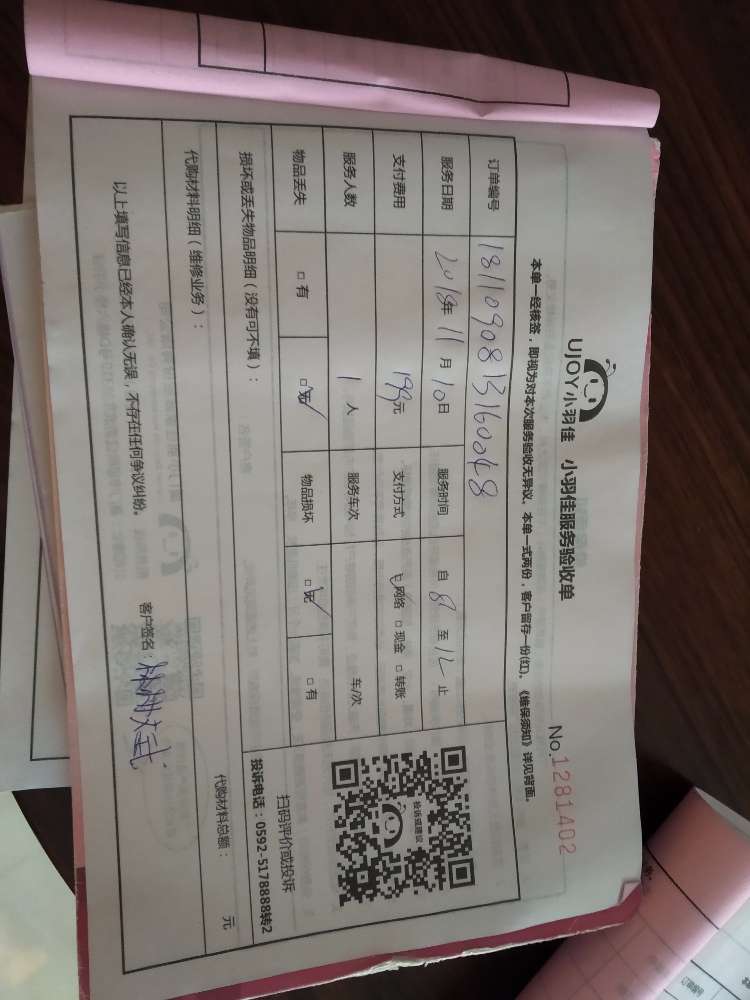 UJOY小羽佳 小羽佳服务验收单
No.1281402
本单一经核签，即视为对本次服务验收无异议。本单一式两份，客户留存一份(红)。《维保须知》详见背面。
订单编号 1811090813160048
服务日期 2018年 11月 10日 服务时间 自 8 至 12 止
支付费用 199元 支付方式 ☑网络 □现金 □转账
服务人数 1人 服务车次 车/次
物品丢失 □有 ☑无 物品损坏 ☑无 □有
投诉或建议
扫码评价或投诉
投诉电话：0592-5178888转2
损坏或丢失物品明细（没有可不填）：
代购材料明细（维修业务）：
代购材料总额： 元
以上填写信息已经本人确认无误，不存在任何争议纠纷。
客户签名：